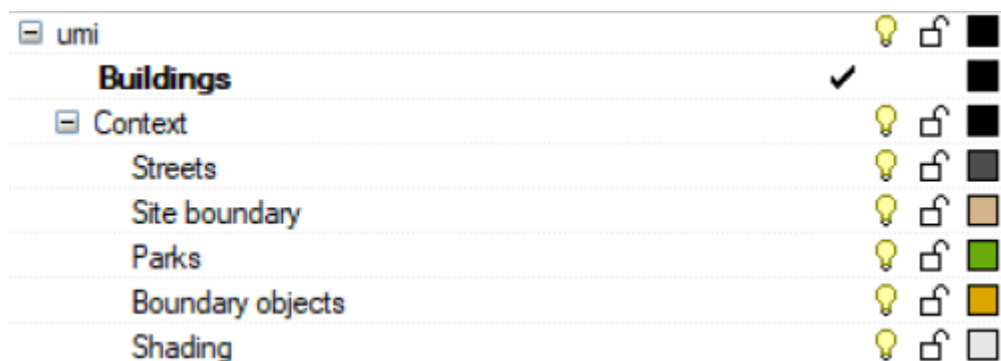 umi
Buildings
Context
Streets
Site boundary
Parks
Boundary objects
Shading